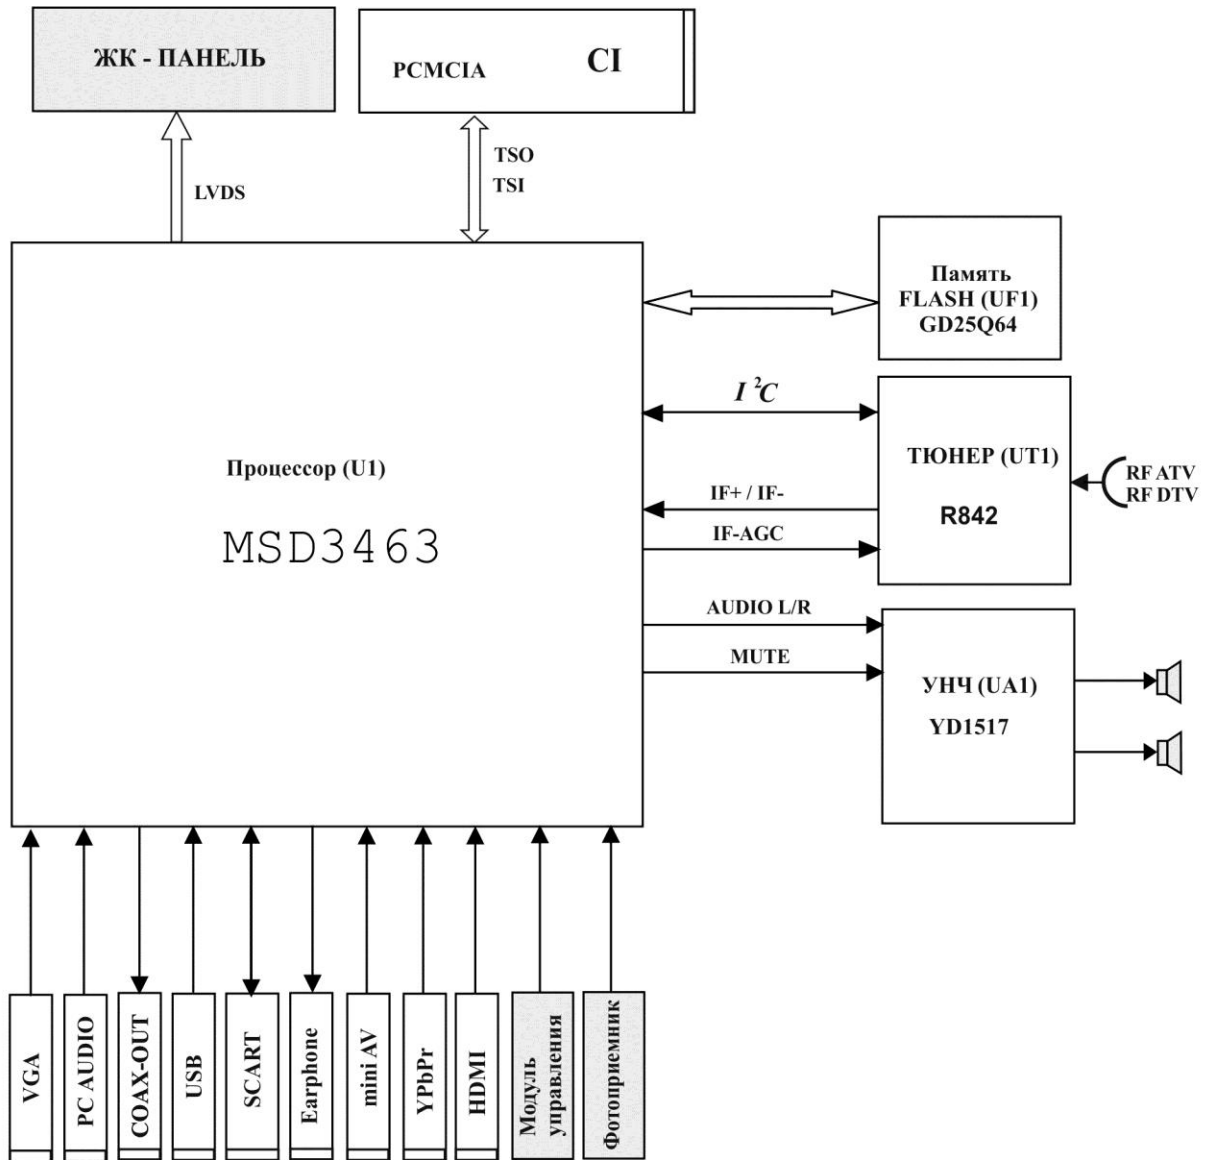 ЖК - ПАНЕЛЬ
PCMCIA CI
TSO
TSI
LVDS
Память
FLASH (UF1)
GD25Q64
I ²C
Процессор (U1)
MSD3463
ТЮНЕР (UT1)
R842
RF ATV
RF DTV
IF+ / IF-
IF-AGC
AUDIO L/R
MUTE
УНЧ (UA1)
YD1517
VGA
PC AUDIO
COAX-OUT
USB
SCART
Earphone
mini AV
YPbPr
HDMI
Модуль
управления
Фотоприемник